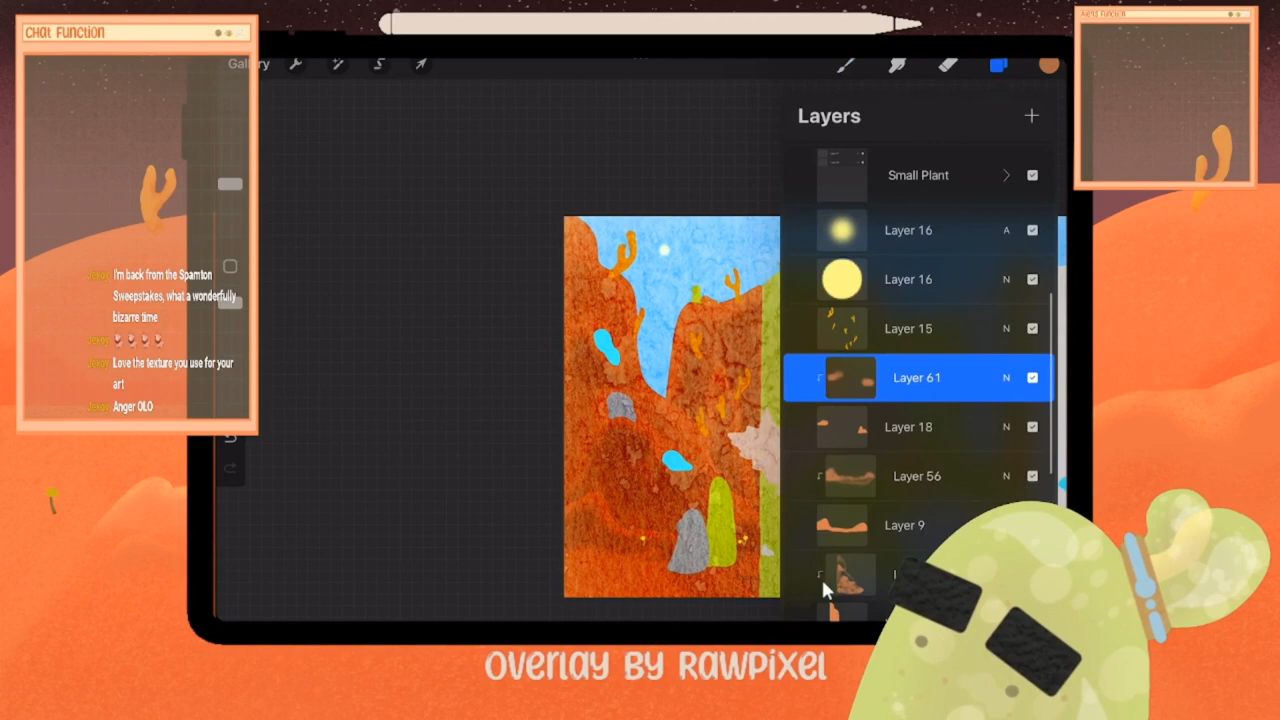 CHAT FUNCTION
ALERTS FUNCTION
Gallery
Layers
Small Plant
Layer 16 A
Layer 16 N
Layer 15 N
Layer 61 N
Layer 18 N
Layer 56 N
Layer 9
I'm back from the Spamton
Sweepstakes, what a wonderfully
bizarre time
Love the texture you use for your
art
Anger OLO
OVERLAY BY RAWPIXEL